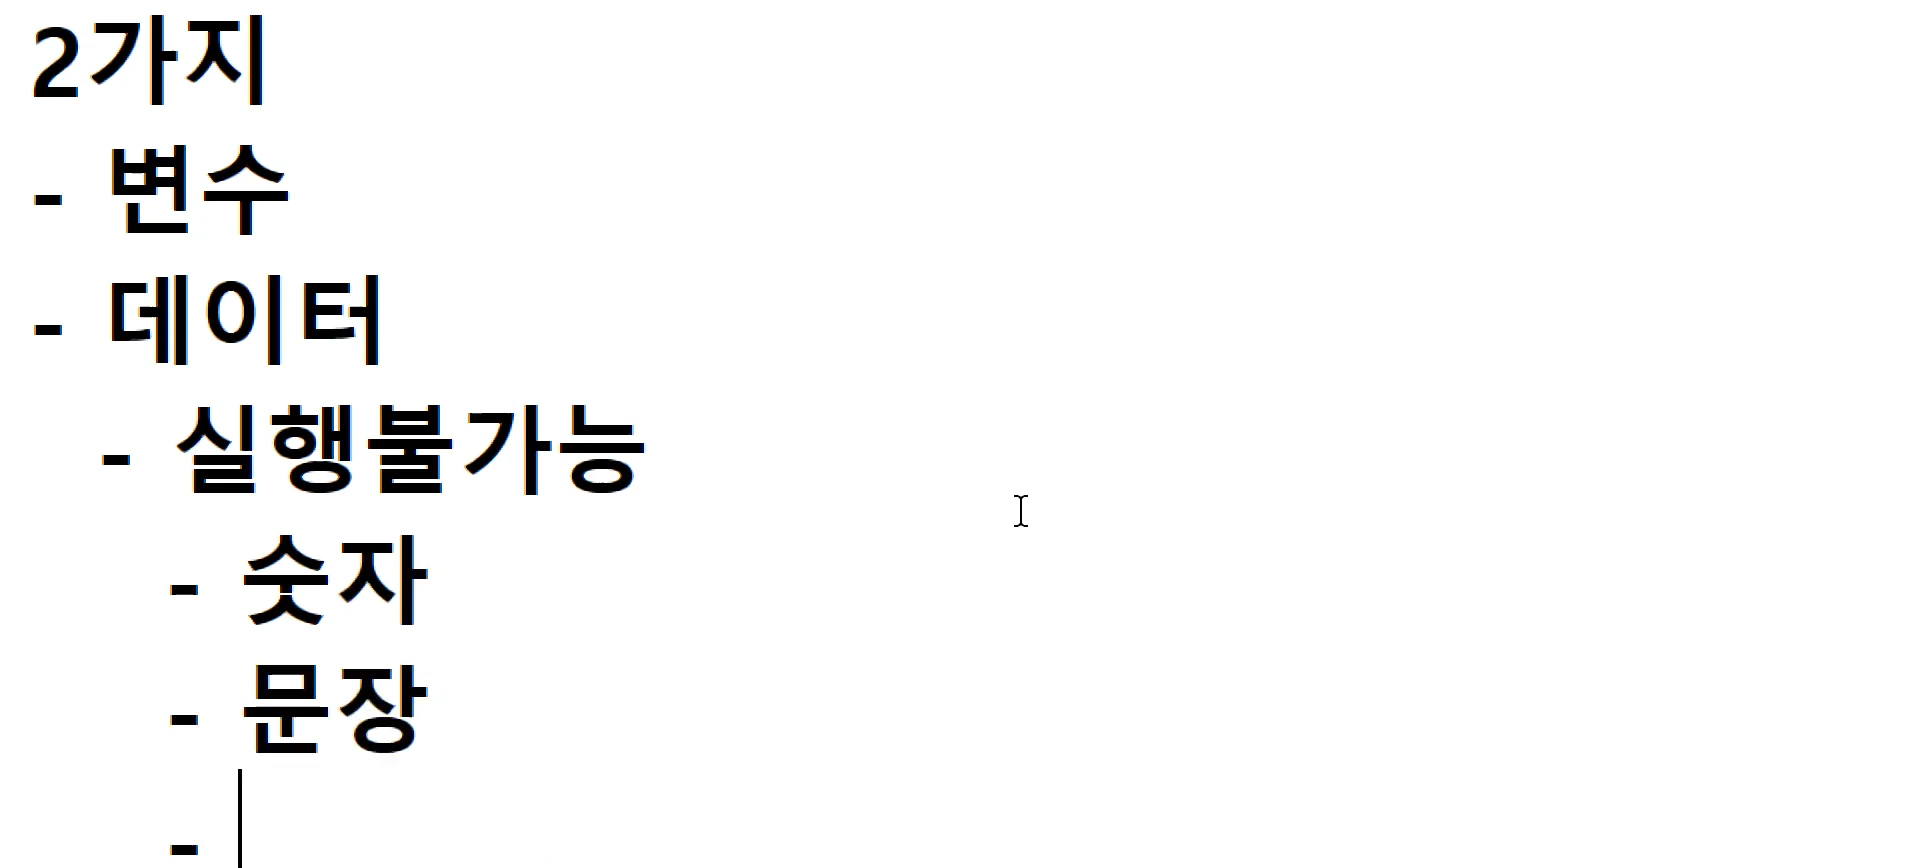 2가지
- 변수
- 데이터
- 실행불가능
- 숫자
- 문장
-